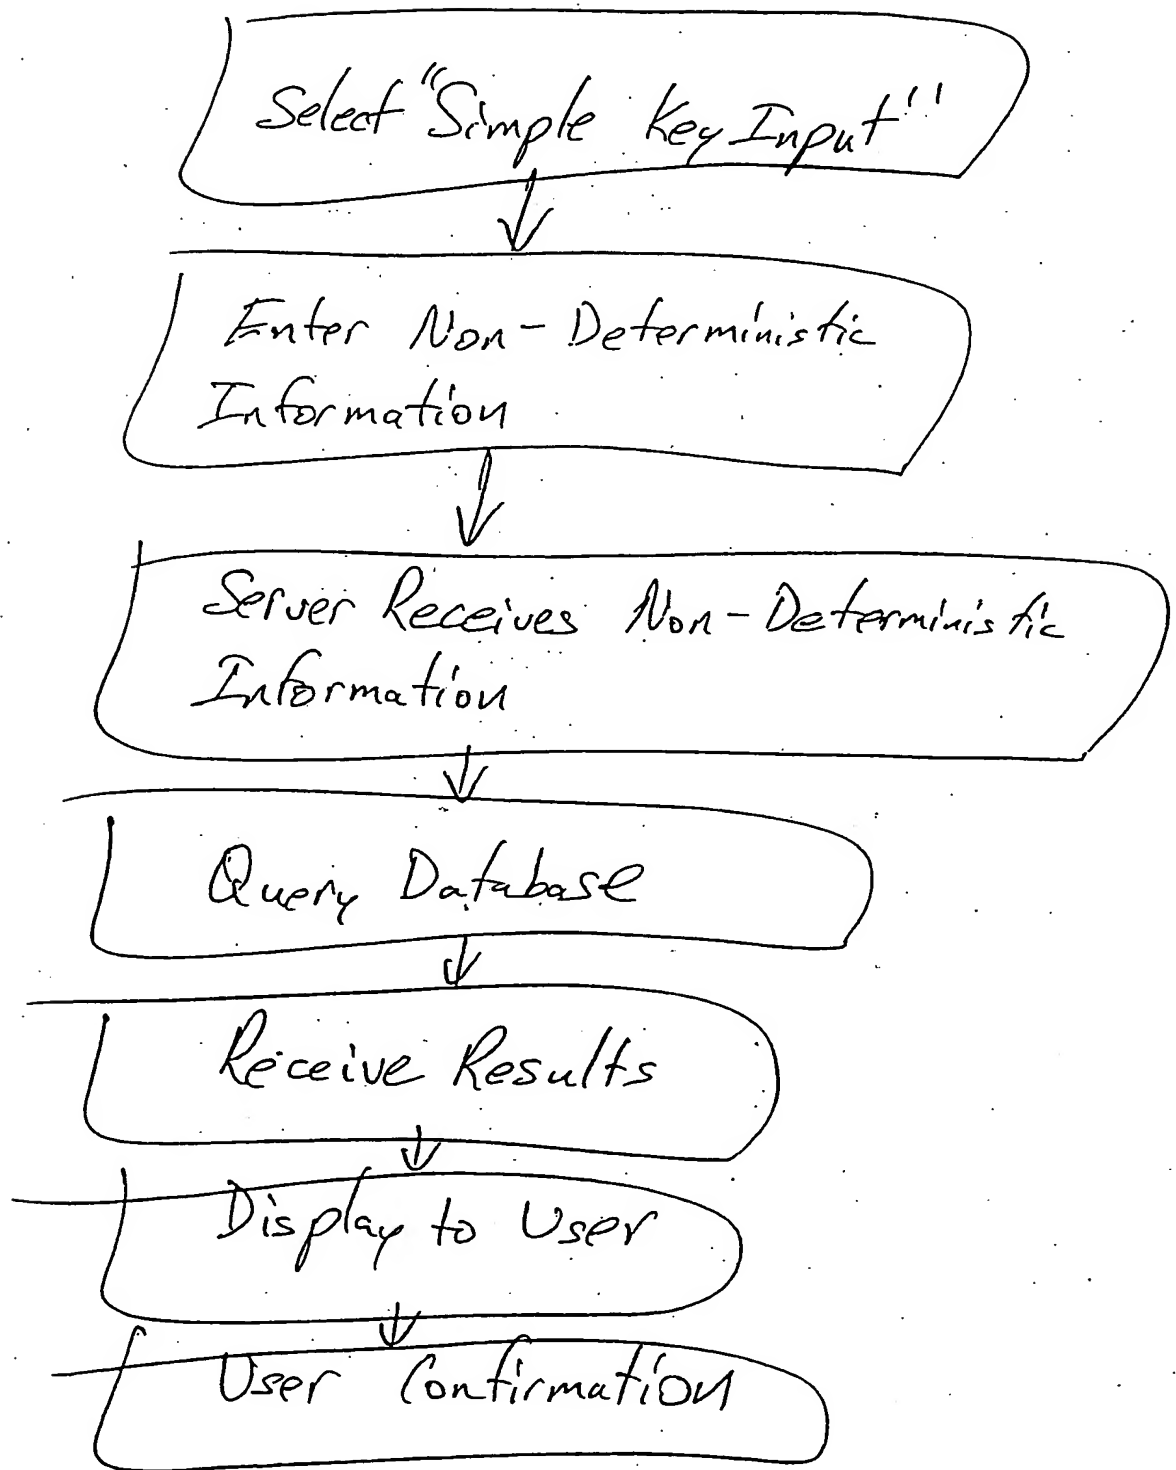 Select "Simple Key Input"
Enter Non-Deterministic
Information
Server Receives Non-Deterministic
Information
Query Database
Receive Results
Display to User
User Confirmation